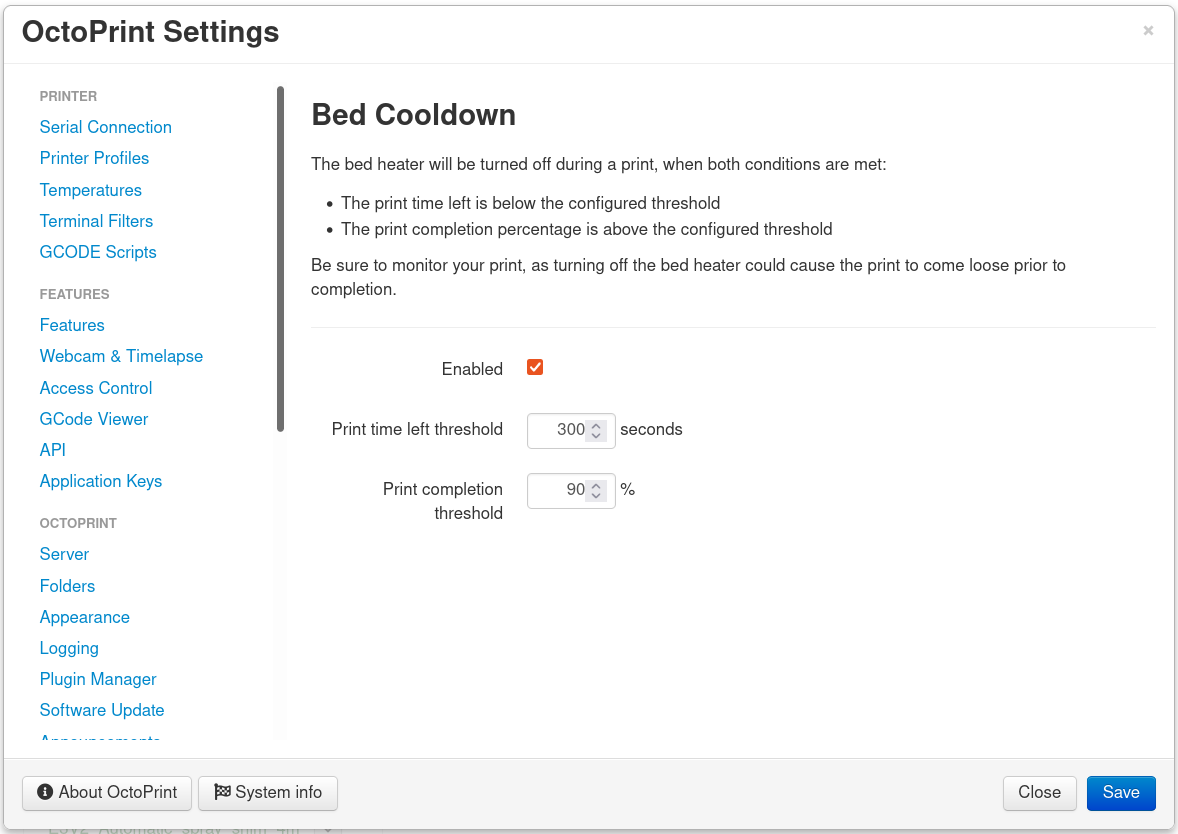 OctoPrint Settings
×
PRINTER
Serial Connection
Printer Profiles
Temperatures
Terminal Filters
GCODE Scripts
FEATURES
Features
Webcam & Timelapse
Access Control
GCode Viewer
API
Application Keys
OCTOPRINT
Server
Folders
Appearance
Logging
Plugin Manager
Software Update
Announcements
Bed Cooldown
The bed heater will be turned off during a print, when both conditions are met:
• The print time left is below the configured threshold
• The print completion percentage is above the configured threshold
Be sure to monitor your print, as turning off the bed heater could cause the print to come loose prior to
completion.
Enabled
Print time left threshold 300 seconds
Print completion 90 %
threshold
About OctoPrint System info Close Save